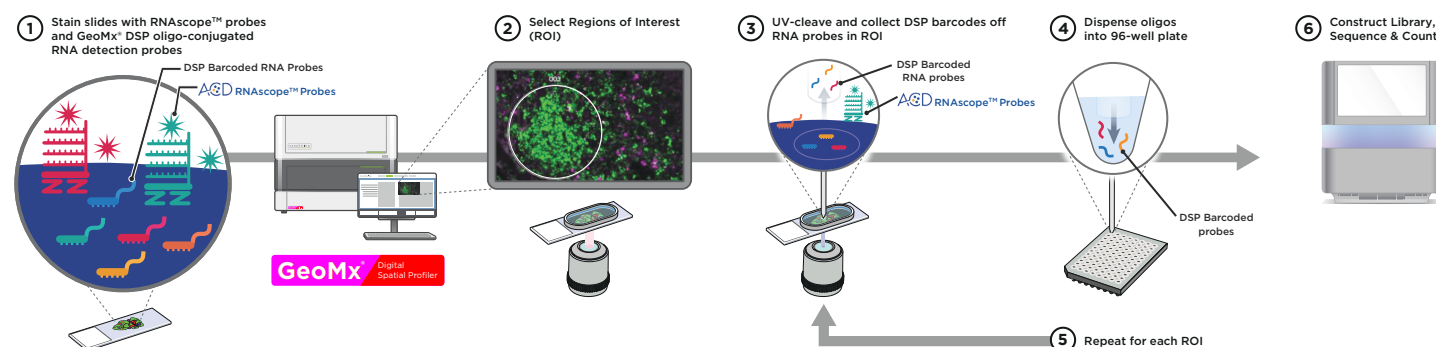 1 Stain slides with RNAscope™ probes
and GeoMx® DSP oligo-conjugated
RNA detection probes
DSP Barcoded RNA Probes
ACD RNAscope™ Probes
GeoMx® Digital
Spatial Profiler
2 Select Regions of Interest
(ROI)
003
3 UV-cleave and collect DSP barcodes off
RNA probes in ROI
DSP Barcoded
RNA probes
ACD RNAscope™ Probes
4 Dispense oligos
into 96-well plate
DSP Barcoded
probes
5 Repeat for each ROI
6 Construct Library,
Sequence & Count